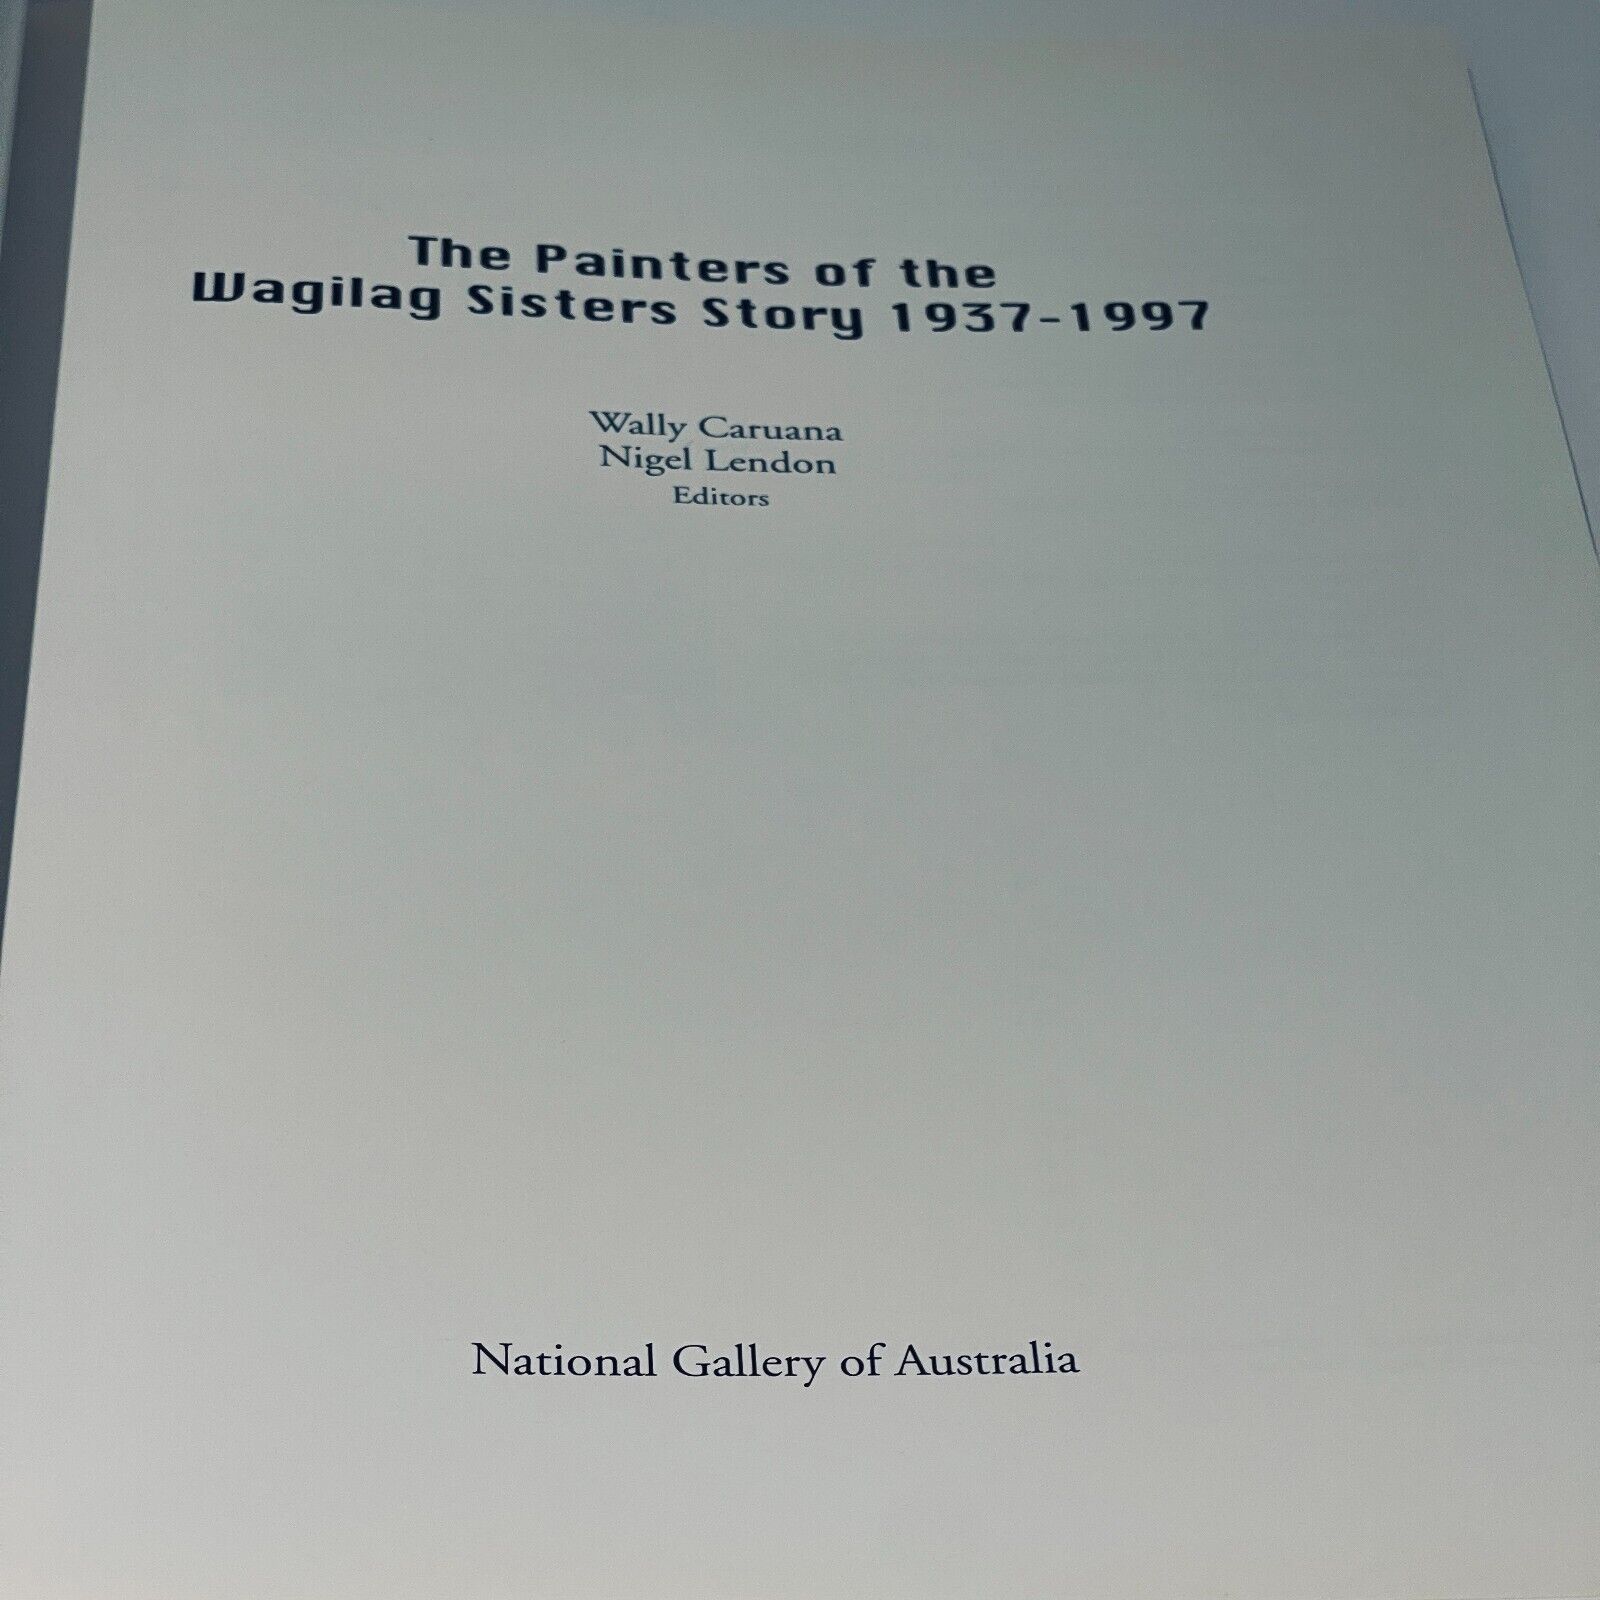 The Painters of the
Wagilag Sisters Story 1937-1997
Wally Caruana
Nigel Lendon
Editors
National Gallery of Australia